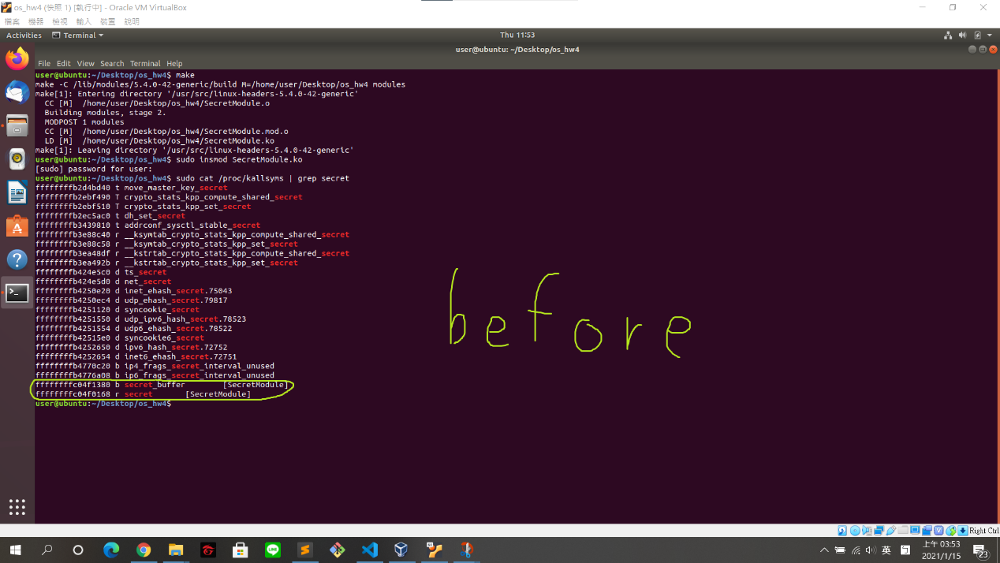 os_hw4 (快照 1) [執行中] - Oracle VM VirtualBox
檔案 機器 檢視 輸入 裝置 說明
Activities Terminal Thu 11:53
user@ubuntu: ~/Desktop/os_hw4
File Edit View Search Terminal Help
user@ubuntu:~/Desktop/os_hw4$ make
make -C /lib/modules/5.4.0-42-generic/build M=/home/user/Desktop/os_hw4 modules
make[1]: Entering directory '/usr/src/linux-headers-5.4.0-42-generic'
CC [M] /home/user/Desktop/os_hw4/SecretModule.o
Building modules, stage 2.
MODPOST 1 modules
CC [M] /home/user/Desktop/os_hw4/SecretModule.mod.o
LD [M] /home/user/Desktop/os_hw4/SecretModule.ko
make[1]: Leaving directory '/usr/src/linux-headers-5.4.0-42-generic'
user@ubuntu:~/Desktop/os_hw4$ sudo insmod SecretModule.ko
[sudo] password for user:
user@ubuntu:~/Desktop/os_hw4$ sudo cat /proc/kallsyms | grep secret
ffffffffb2d4bd40 t move_master_key_secret
ffffffffb2ebf490 T crypto_stats_kpp_compute_shared_secret
ffffffffb2ebf510 T crypto_stats_kpp_set_secret
ffffffffb2ec5ac0 t dh_set_secret
ffffffffb3439810 t addrconf_sysctl_stable_secret
ffffffffb3e88c40 r __ksymtab_crypto_stats_kpp_compute_shared_secret
ffffffffb3e88c58 r __ksymtab_crypto_stats_kpp_set_secret
ffffffffb3ea48df r __kstrtab_crypto_stats_kpp_compute_shared_secret
ffffffffb3ea492b r __kstrtab_crypto_stats_kpp_set_secret
ffffffffb424e5c0 d ts_secret
ffffffffb424e5d0 d net_secret
ffffffffb4250e20 d inet_ehash_secret.75043
ffffffffb4250ec4 d udp_ehash_secret.79817
ffffffffb4251120 d syncookie_secret
ffffffffb4251550 d udp_ipv6_hash_secret.78523
ffffffffb4251554 d udp6_ehash_secret.78522
ffffffffb42515e0 d syncookie6_secret
ffffffffb4252650 d ipv6_hash_secret.72752
ffffffffb4252654 d inet6_ehash_secret.72751
ffffffffb4770c20 b ip4_frags_secret_interval_unused
ffffffffb4776a08 b ip6_frags_secret_interval_unused
ffffffffc04f1380 b secret_buffer [SecretModule]
ffffffffc04f0168 r secret [SecretModule]
user@ubuntu:~/Desktop/os_hw4$
before
Right Ctrl
英
上午 03:53
2021/1/15
23